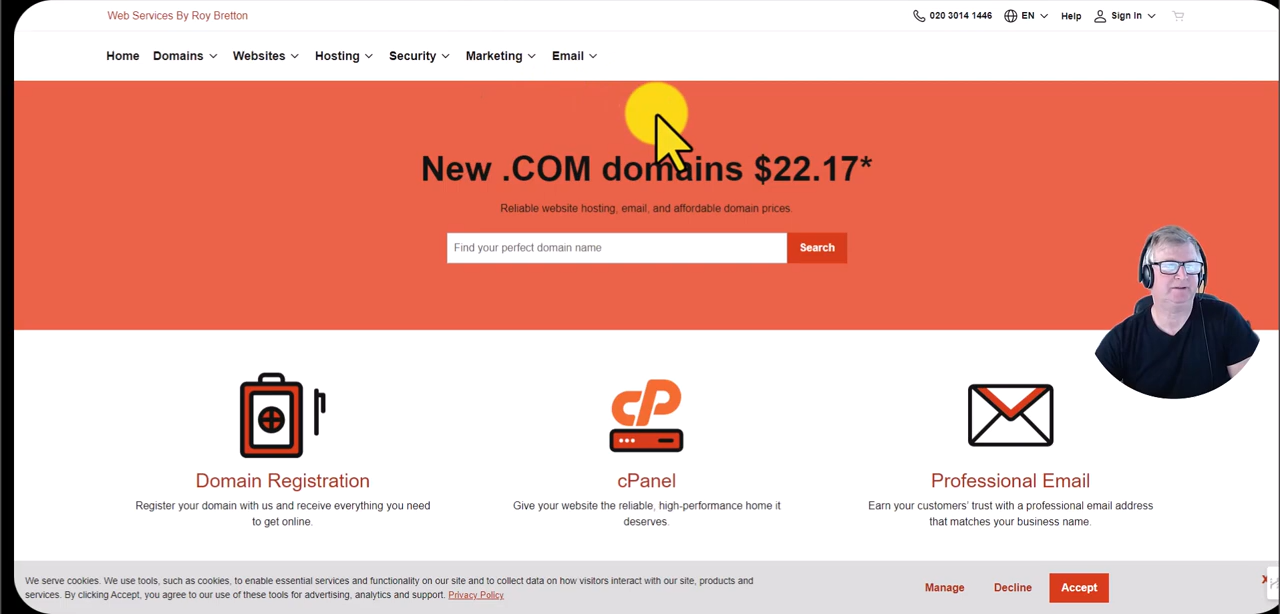 Web Services By Roy Bretton
020 3014 1446 EN Help Sign In
Home Domains Websites Hosting Security Marketing Email
New .COM domains $22.17*
Reliable website hosting, email, and affordable domain prices.
Find your perfect domain name Search
cP
Domain Registration
Register your domain with us and receive everything you need
to get online.
cPanel
Give your website the reliable, high-performance home it
deserves.
Professional Email
Earn your customers' trust with a professional email address
that matches your business name.
We serve cookies. We use tools, such as cookies, to enable essential services and functionality on our site and to collect data on how visitors interact with our site, products and
services. By clicking Accept, you agree to our use of these tools for advertising, analytics and support. Privacy Policy
Manage Decline Accept